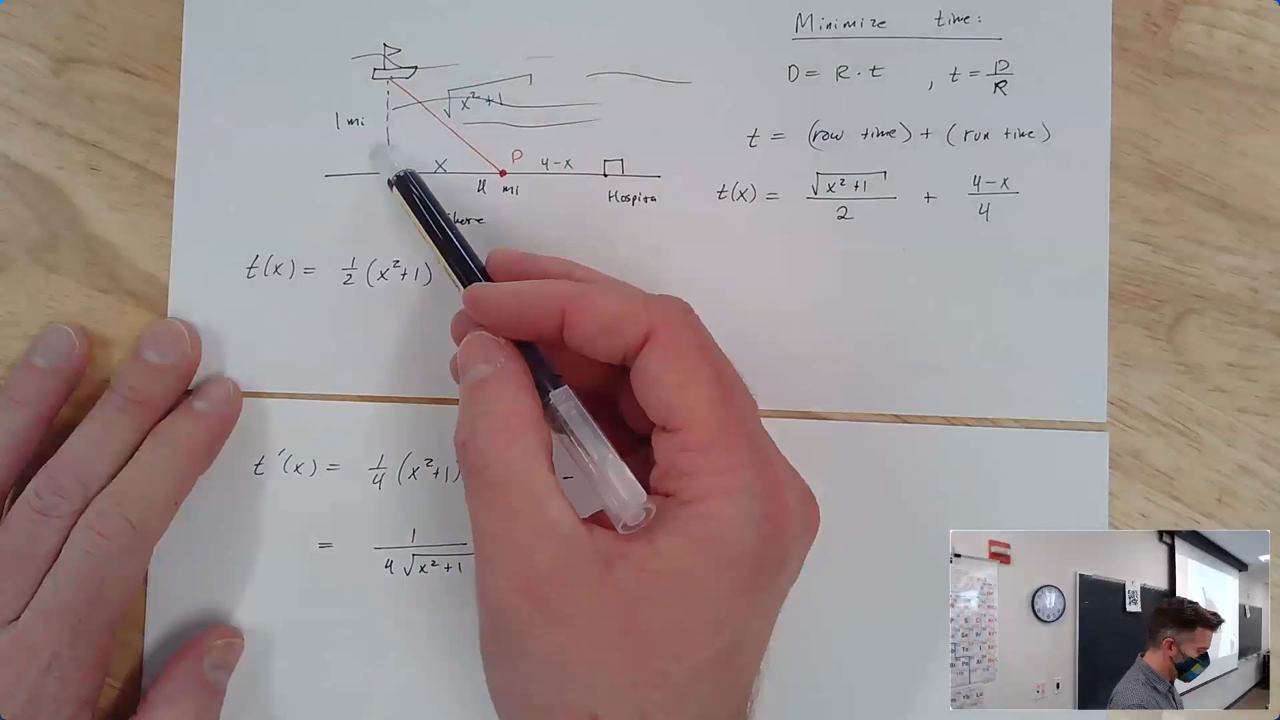 Minimize time:
D = R · t , t = D/R
t = (row time) + (run time)
t(x) = √(x²+1)/2 + (4-x)/4
√(x²+1)
1 mi
x P 4-x
4 mi
Hospita
t(x) = 1/2 (x²+1)
t'(x) = 1/4 (x²+1) -
= 1/(4√(x²+1